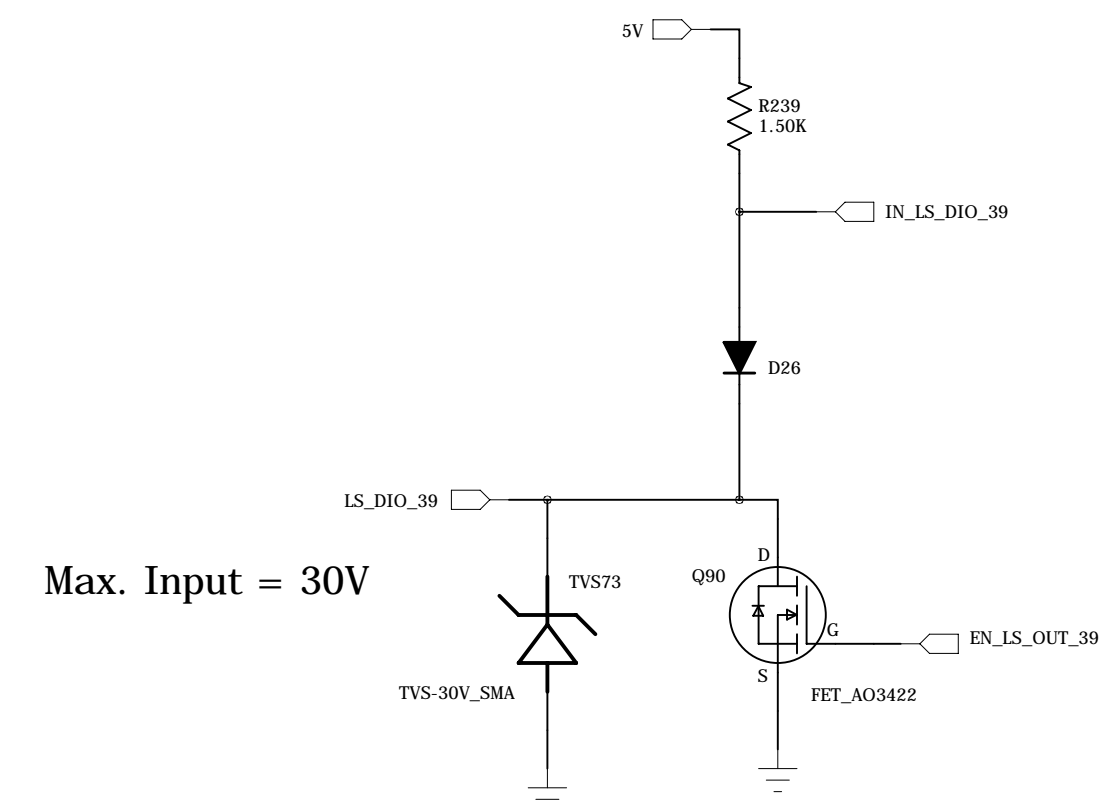 5V
R239
1.50K
IN_LS_DIO_39
D26
LS_DIO_39
Max. Input = 30V
TVS73
TVS-30V_SMA
D
Q90
G
S
EN_LS_OUT_39
FET_AO3422